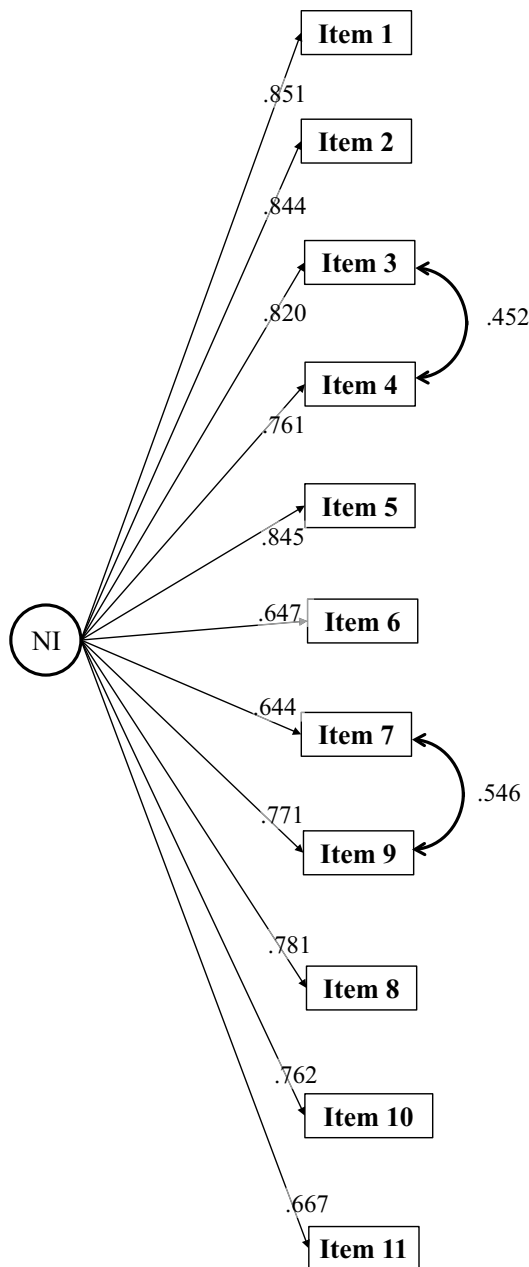 Item 1
.851
Item 2
.844
Item 3
.820
.452
Item 4
.761
Item 5
.845
Item 6
.647
NI
.644
Item 7
.546
.771
Item 9
.781
Item 8
.762
Item 10
.667
Item 11